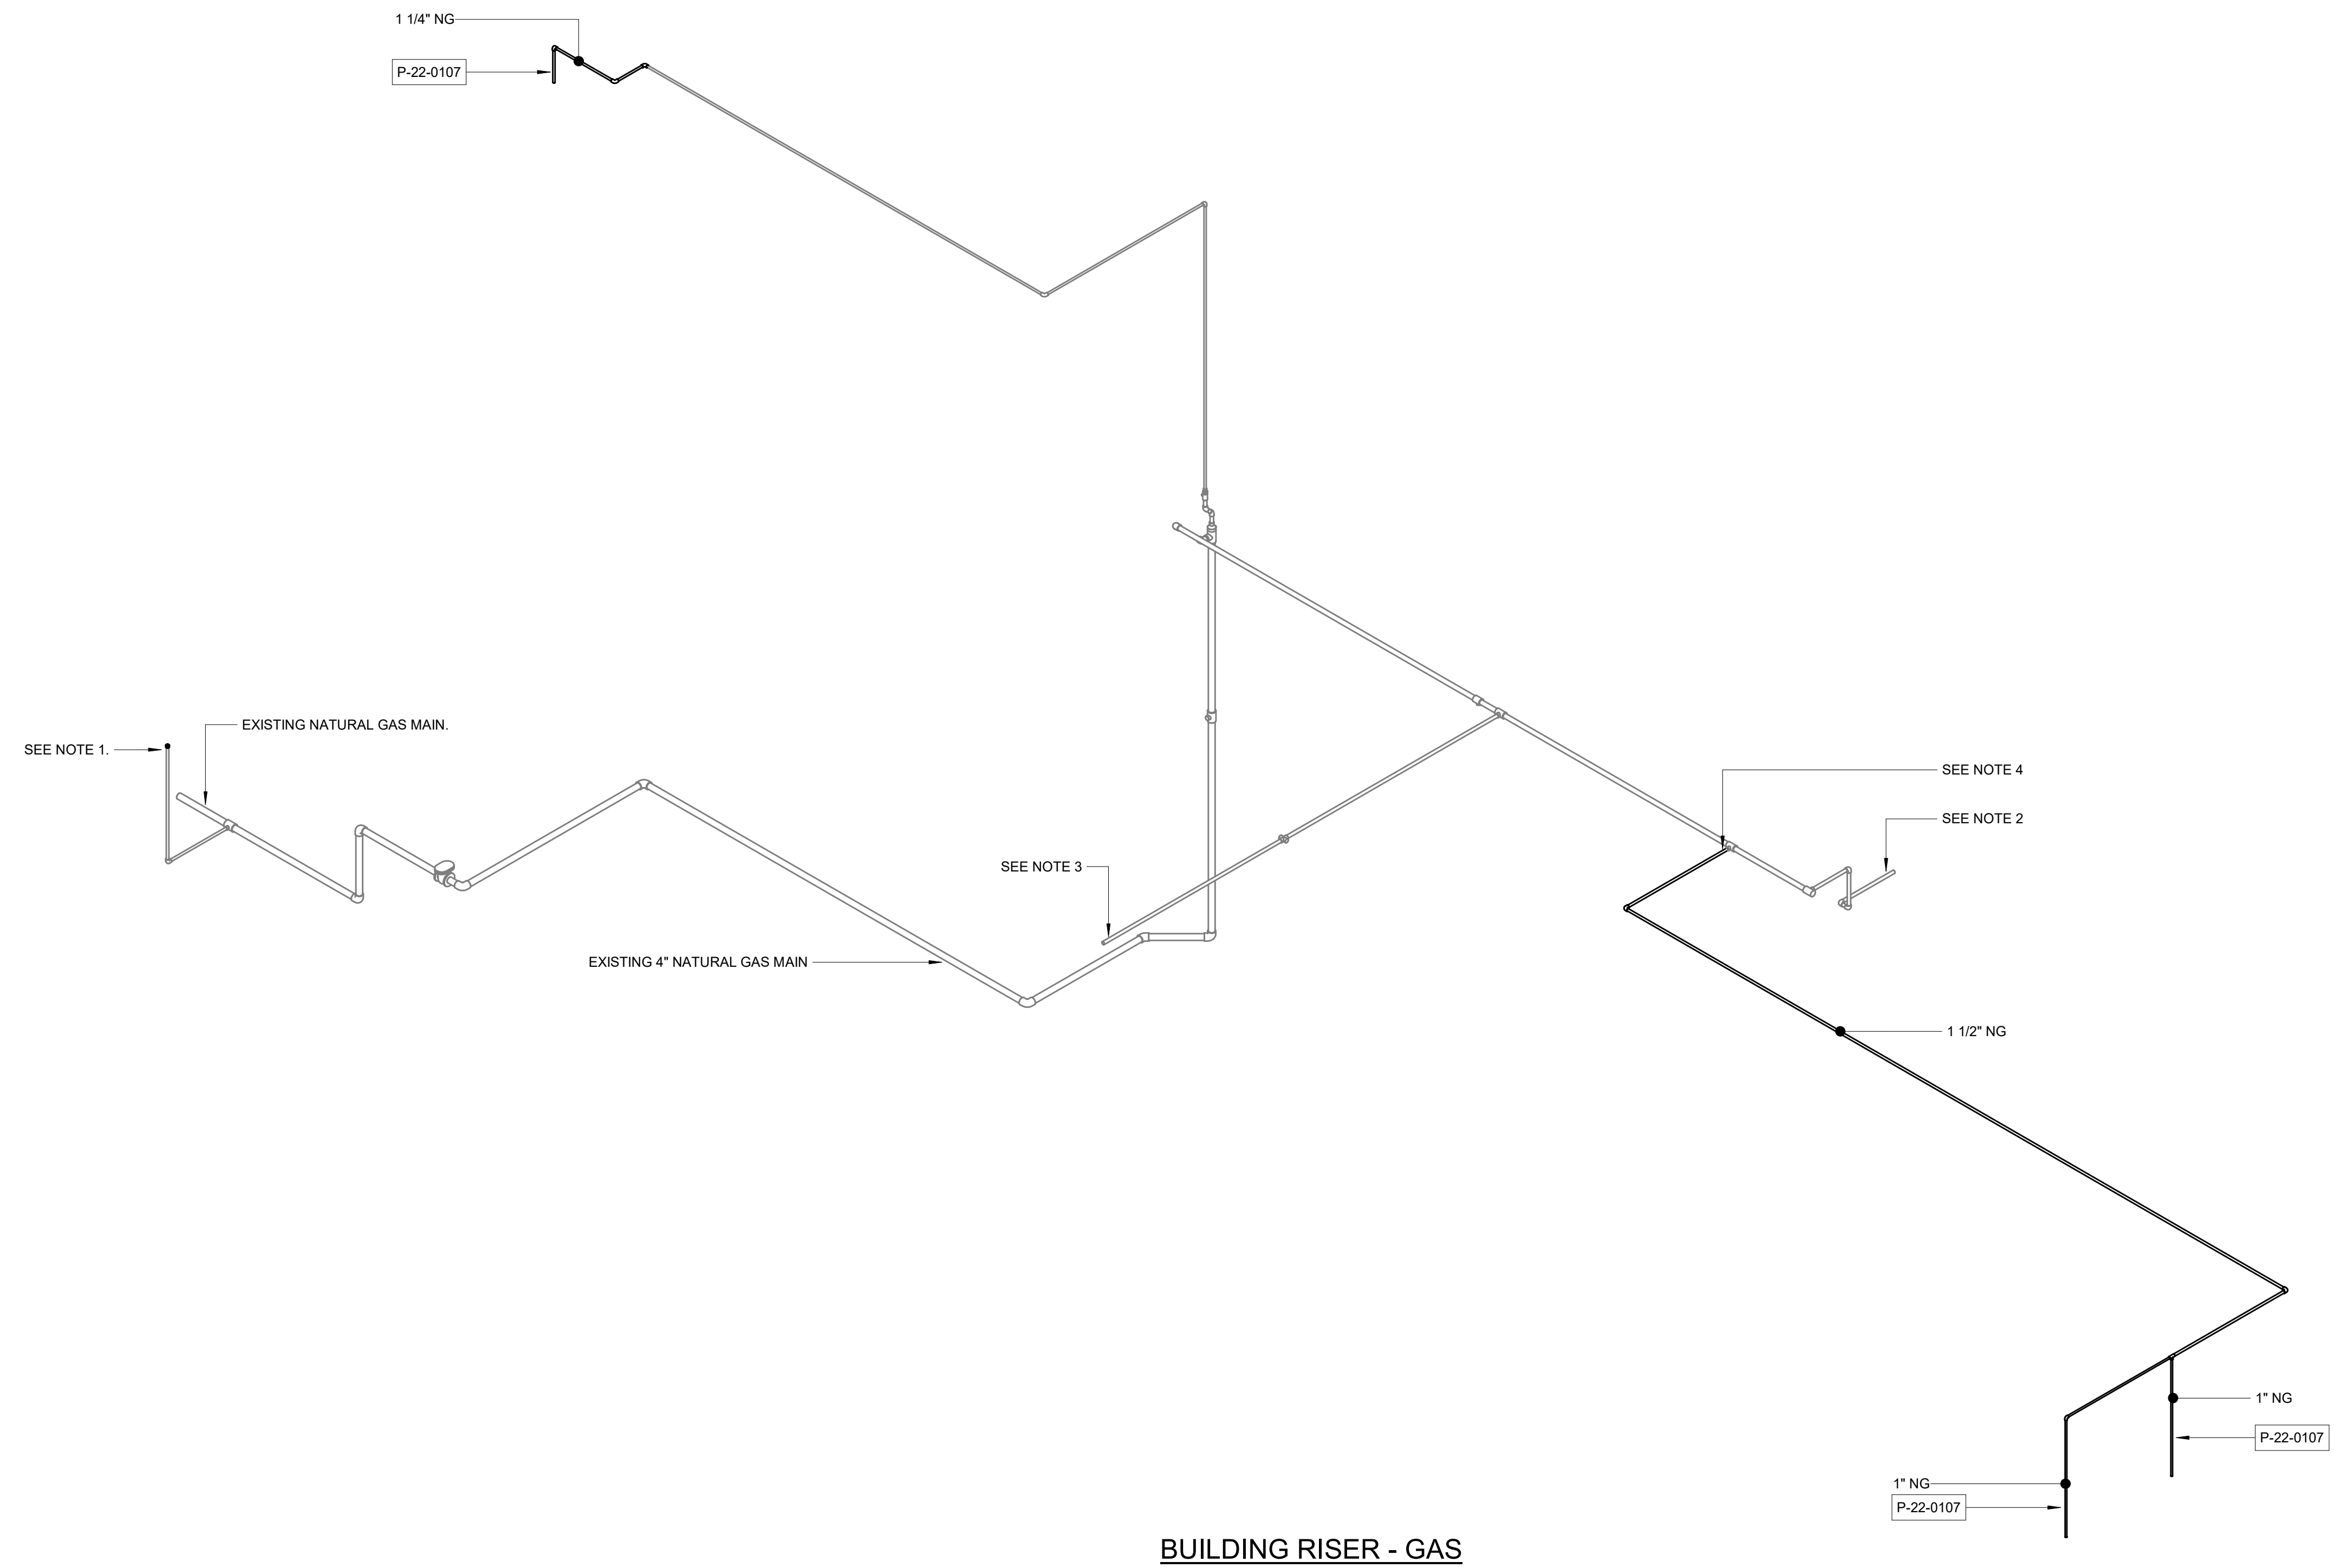 1 1/4" NG
P-22-0107
EXISTING NATURAL GAS MAIN.
SEE NOTE 1.
SEE NOTE 4
SEE NOTE 2
SEE NOTE 3
EXISTING 4" NATURAL GAS MAIN
1 1/2" NG
1" NG
P-22-0107
1" NG
P-22-0107
BUILDING RISER - GAS